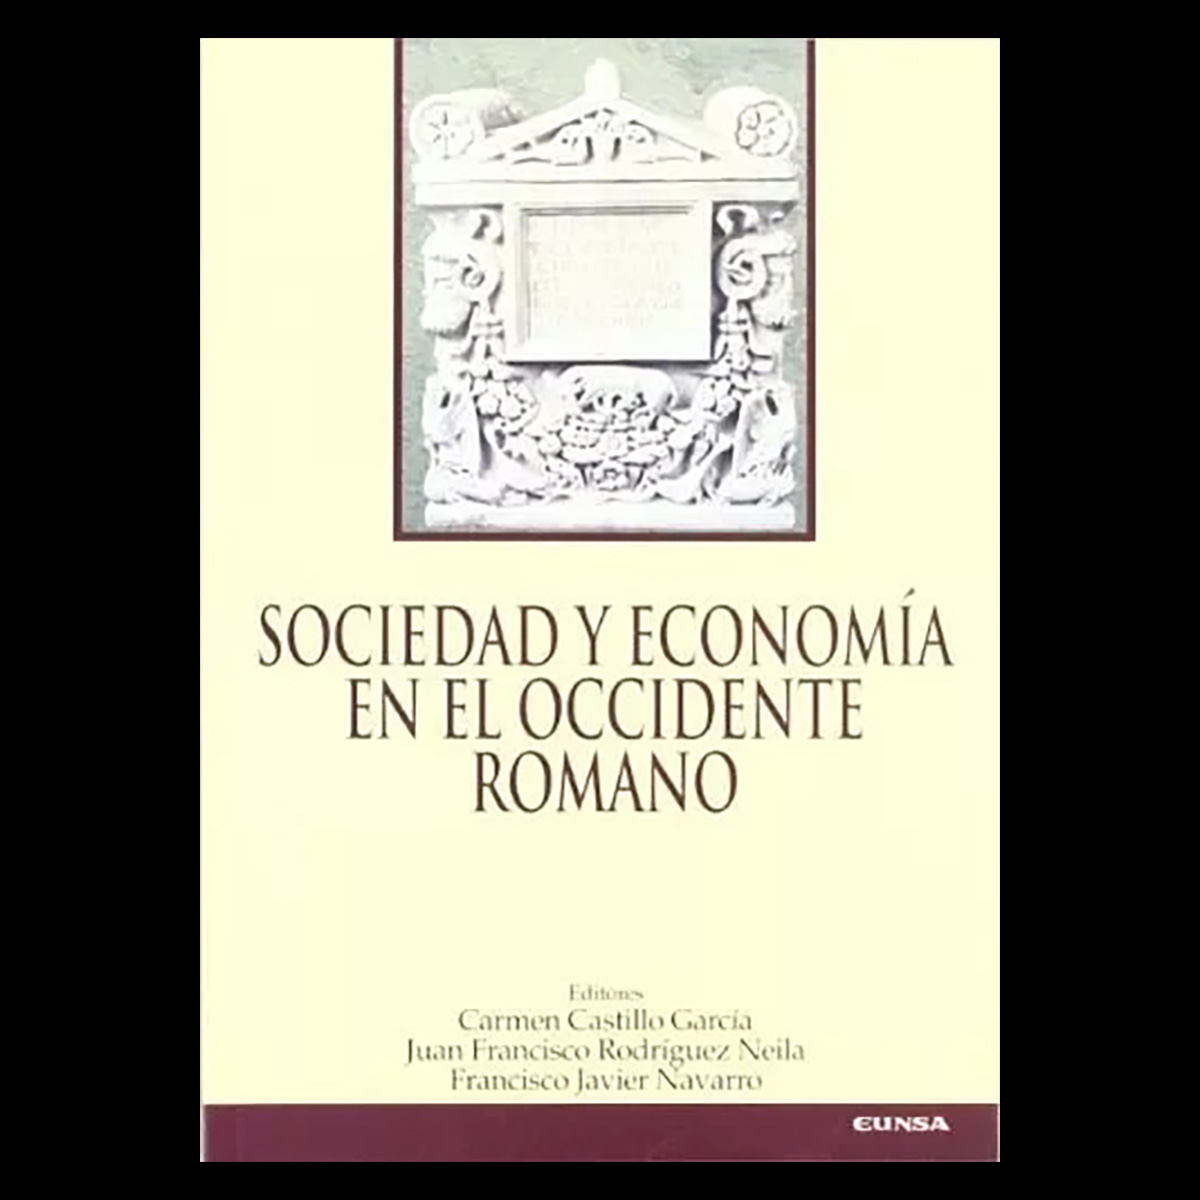 SOCIEDAD Y ECONOMÍA
EN EL OCCIDENTE
ROMANO
Editores
Carmen Castillo García
Juan Francisco Rodríguez Neila
Francisco Javier Navarro
EUNSA